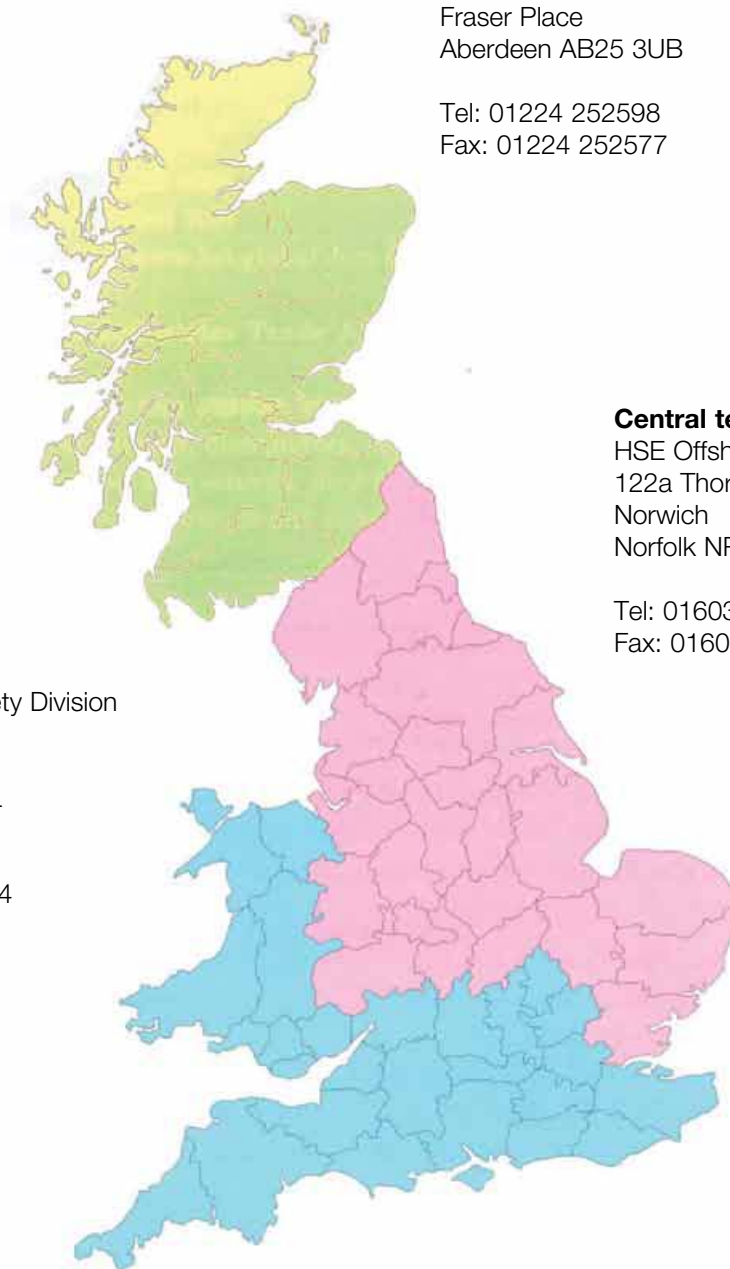 Fraser Place
Aberdeen AB25 3UB
Tel: 01224 252598
Fax: 01224 252577
Central te
HSE Offsh
122a Thor
Norwich
Norfolk NR
Tel: 01603
Fax: 0160
ety Division
4